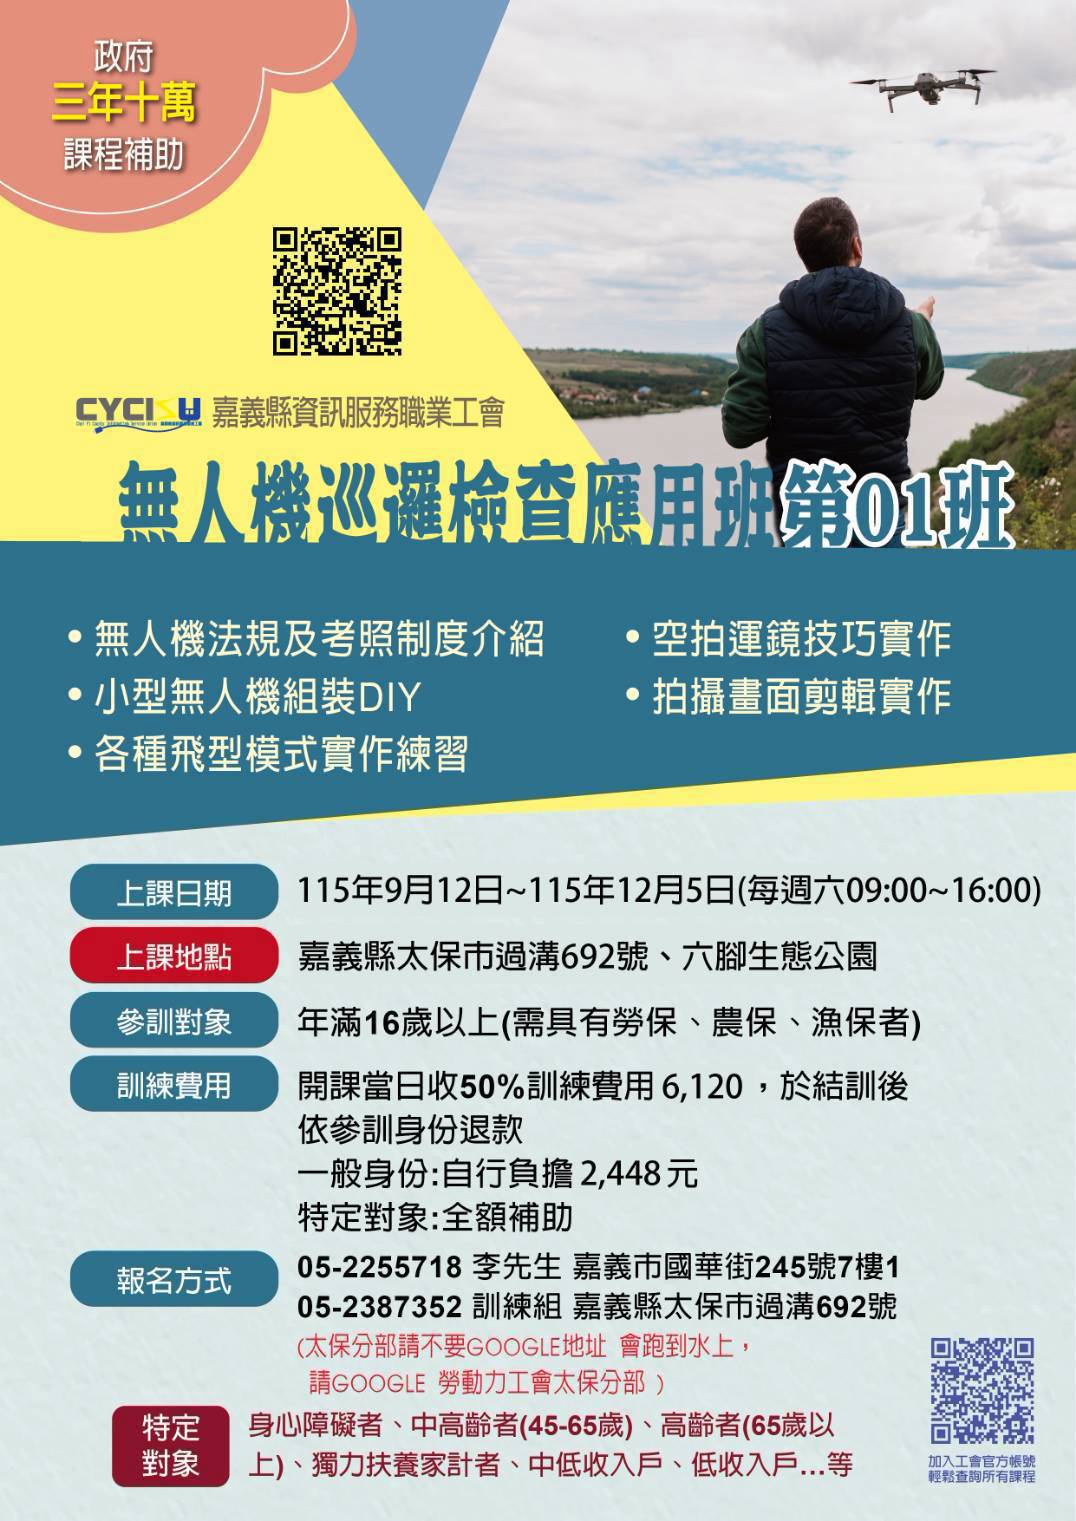 政府
三年十萬
課程補助
CYCISU 嘉義縣資訊服務職業工會
無人機巡邏檢查應用班第01班
•無人機法規及考照制度介紹
•小型無人機組裝DIY
•各種飛型模式實作練習
•空拍運鏡技巧實作
•拍攝畫面剪輯實作
上課日期 115年9月12日~115年12月5日(每週六09:00~16:00)
上課地點 嘉義縣太保市過溝692號、六腳生態公園
參訓對象 年滿16歲以上(需具有勞保、農保、漁保者)
訓練費用 開課當日收50%訓練費用 6,120,於結訓後
依參訓身份退款
一般身份:自行負擔 2,448 元
特定對象:全額補助
報名方式 05-2255718 李先生 嘉義市國華街245號7樓1
05-2387352 訓練組 嘉義縣太保市過溝692號
(太保分部請不要GOOGLE地址 會跑到水上,
請GOOGLE 勞動力工會太保分部 )
特定
對象
身心障礙者、中高齡者(45-65歲)、高齡者(65歲以
上)、獨力扶養家計者、中低收入戶、低收入戶...等
加入工會官方帳號
輕鬆查詢所有課程